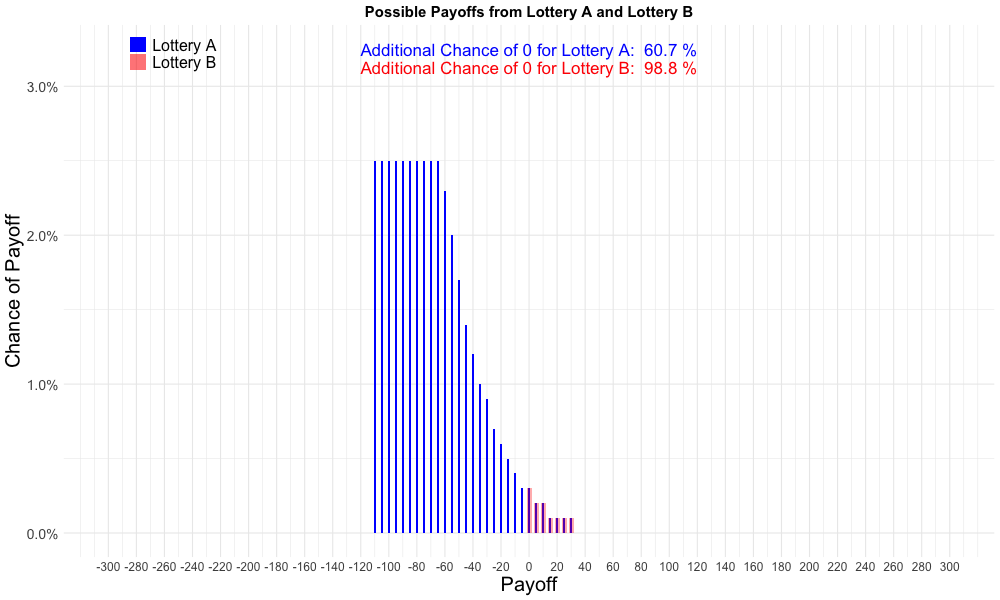 Possible Payoffs from Lottery A and Lottery B
Lottery A
Lottery B
Additional Chance of 0 for Lottery A: 60.7 %
Additional Chance of 0 for Lottery B: 98.8 %
3.0%
2.0%
1.0%
0.0%
Chance of Payoff
-300 -280 -260 -240 -220 -200 -180 -160 -140 -120 -100 -80 -60 -40 -20 0 20 40 60 80 100 120 140 160 180 200 220 240 260 280 300
Payoff